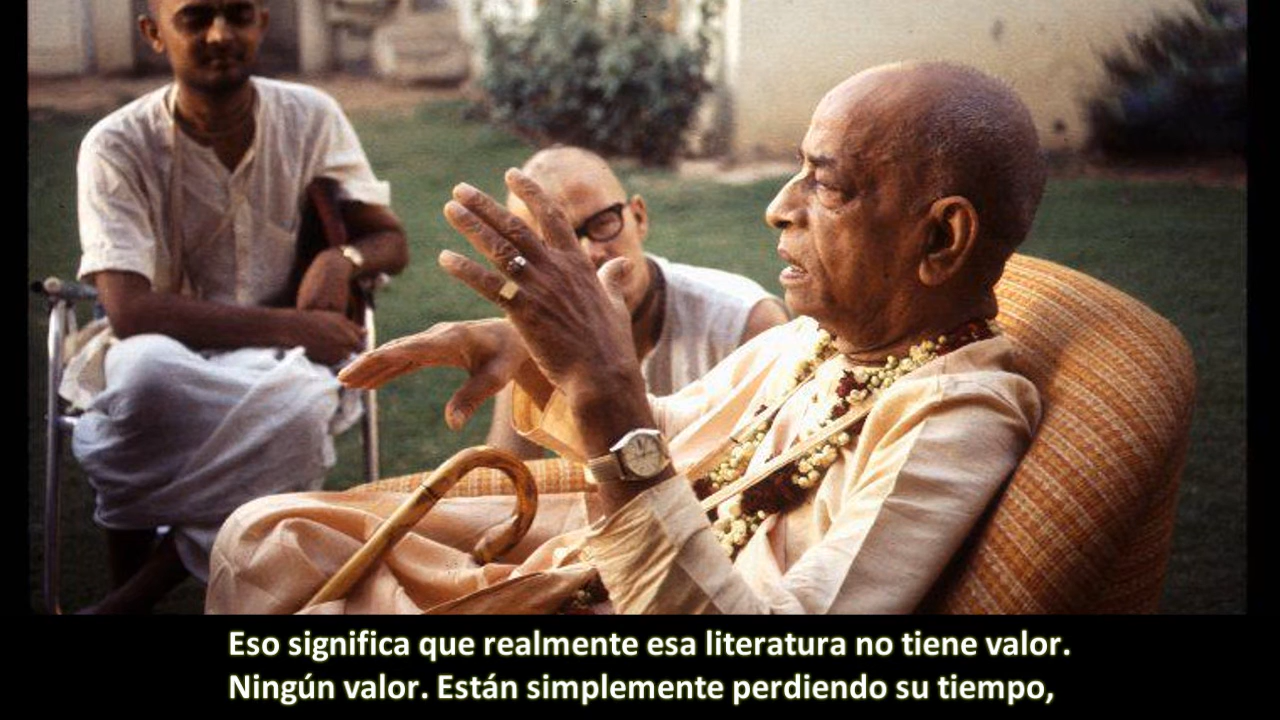 Eso significa que realmente esa literatura no tiene valor.
Ningún valor. Están simplemente perdiendo su tiempo,